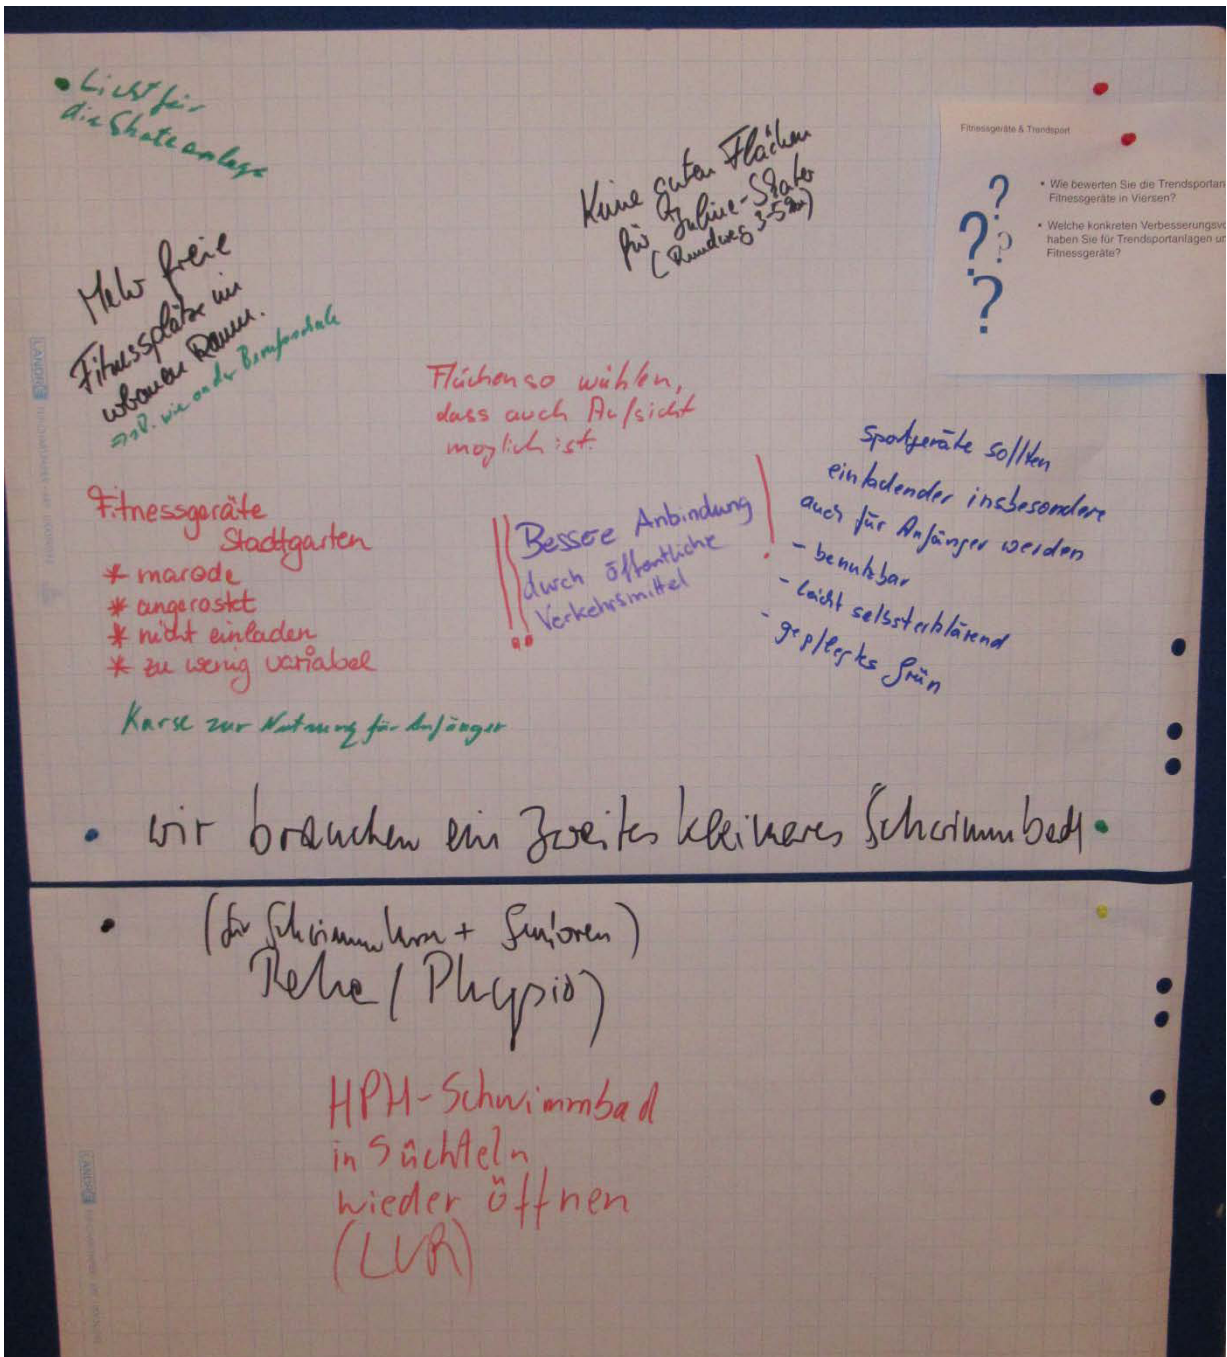 • Licht für
die Skateanlage
Keine guten Flächen
für Inline-Skater
(Rundweg 3-5 km)
Fitnessgeräte & Trendsport
• Wie bewerten Sie die Trendsportan
Fitnessgeräte in Viersen?
• Welche konkreten Verbesserungsvo
haben Sie für Trendsportanlagen un
Fitnessgeräte?
? ? ? ?
Mehr freie
Fitnessplätze im
urbanen Raum.
=> z.B. wie an der Berufsschule
LANDRÉ
Flächen so wählen,
dass auch Aufsicht
möglich ist.
Fitnessgeräte
Stadtgarten
* marode
* angerostet
* nicht einladen
* zu wenig variabel
!! Bessere Anbindung !
durch öffentliche
Verkehrsmittel
Sportgeräte sollten
einladender insbesondere
auch für Anfänger werden
- benutzbar
- leicht selbsterklärend
- gepflegtes Grün
Kurse zur Nutzung für Anfänger
• wir brauchen ein zweites kleineres Schwimmbad •
• (für Schwimmkurse + Senioren)
Reha (Physio)
HPH-Schwimmbad
in Süchteln
wieder öffnen
(LVR)
LANDRÉ